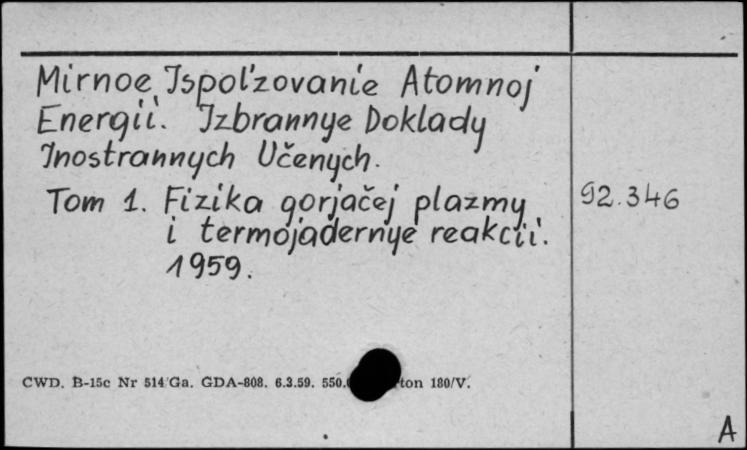 Mirnoe Ispol'zovanie Atomnoj
Energii. Izbrannye Doklady
Inostrannych Učenych.
Tom 1. Fizika gorjačej plazmy
i termojadernye reakcii.
1959.
92.346
CWD. B-15c Nr 514 Ga. GDA-808. 6.3.59. 550. ton 180/V.
A